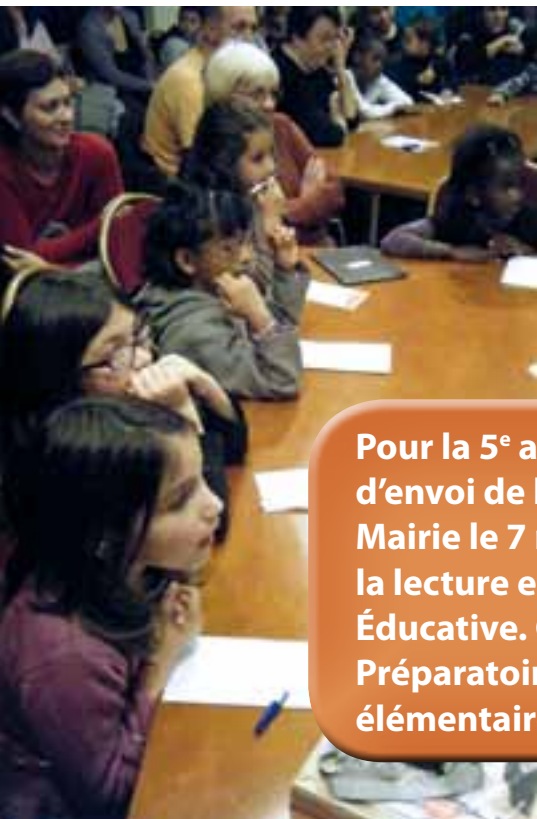 Pour la 5e a
d’envoi de l
Mairie le 7
la lecture e
Éducative.
Préparatoir
élémentair